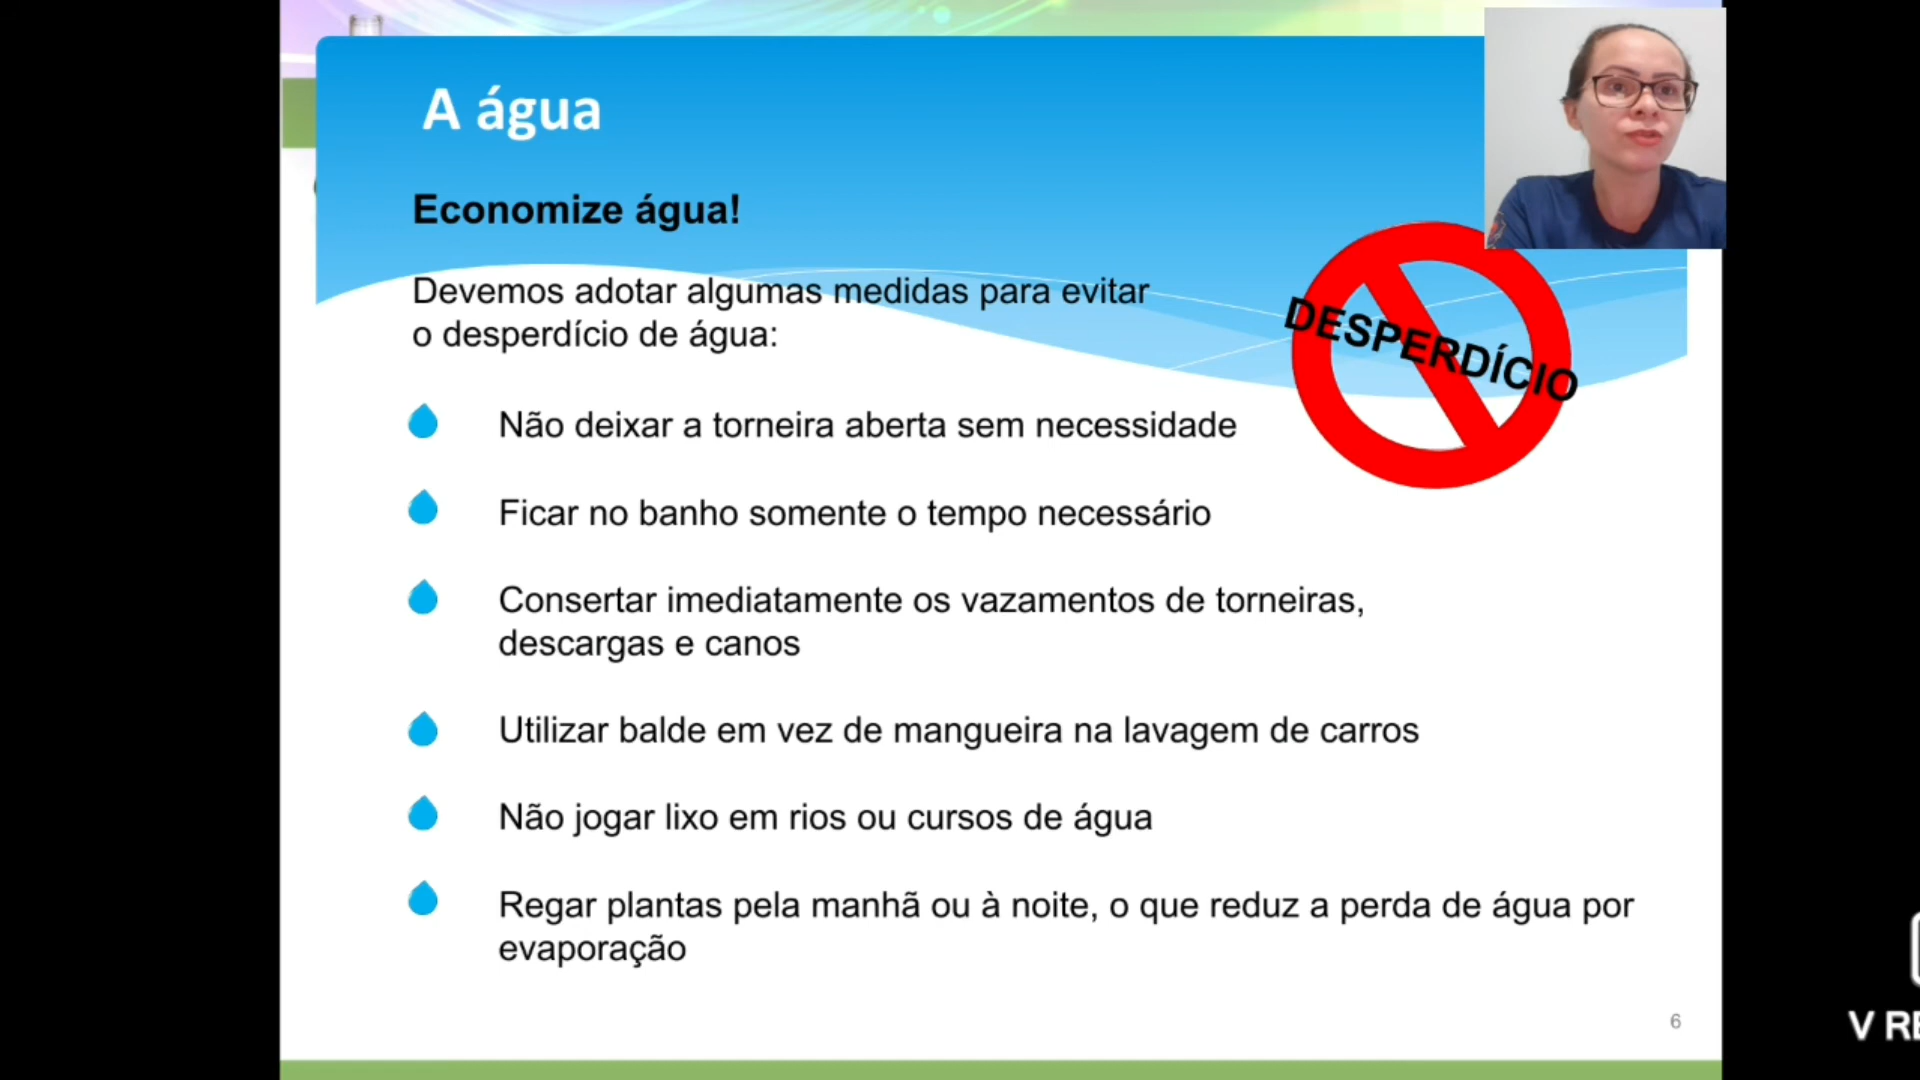 A água
Economize água!
Devemos adotar algumas medidas para evitar
o desperdício de água:
DESPERDÍCIO
Não deixar a torneira aberta sem necessidade
Ficar no banho somente o tempo necessário
Consertar imediatamente os vazamentos de torneiras,
descargas e canos
Utilizar balde em vez de mangueira na lavagem de carros
Não jogar lixo em rios ou cursos de água
Regar plantas pela manhã ou à noite, o que reduz a perda de água por
evaporação
6
V RE